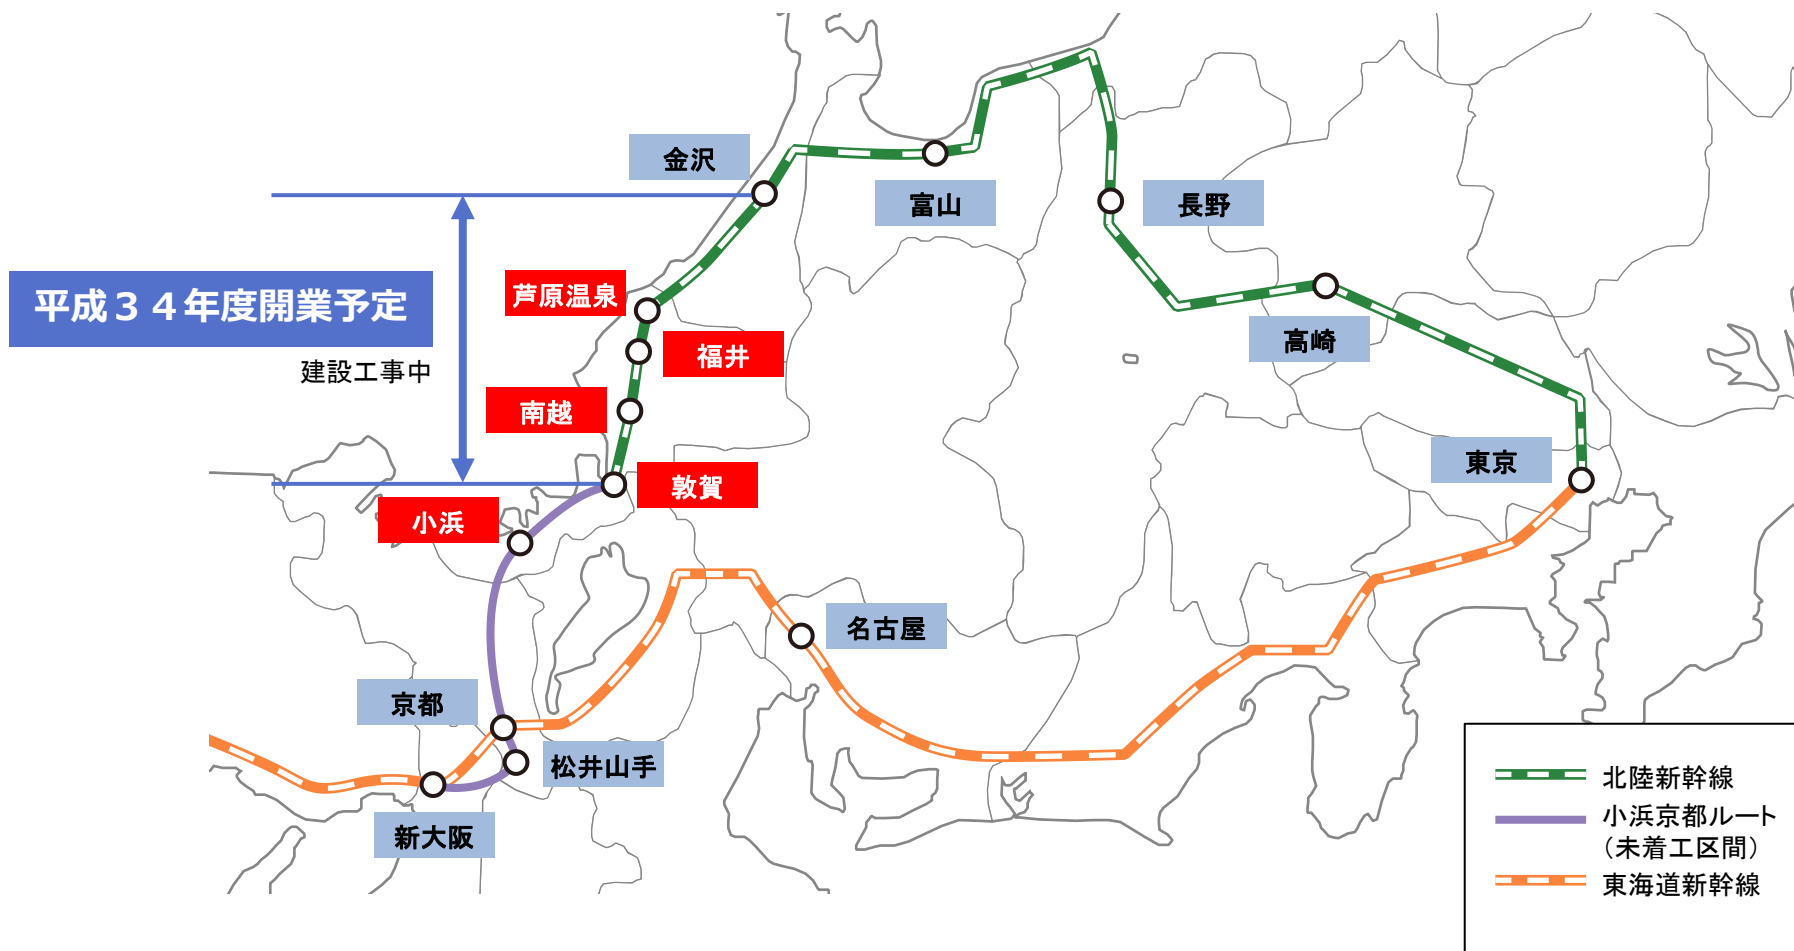 金沢
富山
長野
芦原温泉
平成３４年度開業予定
福井
高崎
建設工事中
南越
東京
敦賀
小浜
名古屋
京都
松井山手
新大阪
北陸新幹線
小浜京都ルート
（未着工区間）
東海道新幹線